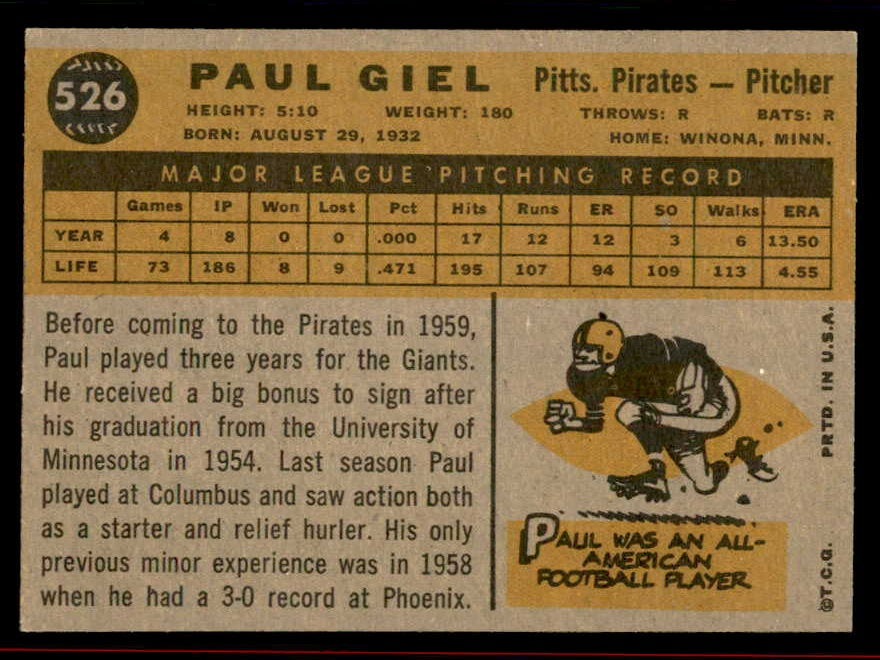 526
PAUL GIEL Pitts. Pirates — Pitcher
HEIGHT: 5:10 WEIGHT: 180 THROWS: R BATS: R
BORN: AUGUST 29, 1932 HOME: WINONA, MINN.
MAJOR LEAGUE PITCHING RECORD
Games IP Won Lost Pct Hits Runs ER SO Walks ERA
YEAR 4 8 0 0 .000 17 12 12 3 6 13.50
LIFE 73 186 8 9 .471 195 107 94 109 113 4.55
Before coming to the Pirates in 1959,
Paul played three years for the Giants.
He received a big bonus to sign after
his graduation from the University of
Minnesota in 1954. Last season Paul
played at Columbus and saw action both
as a starter and relief hurler. His only
previous minor experience was in 1958
when he had a 3-0 record at Phoenix.
PAUL WAS AN ALL-
AMERICAN
FOOTBALL PLAYER
©T.C.G. PRTD. IN U.S.A.